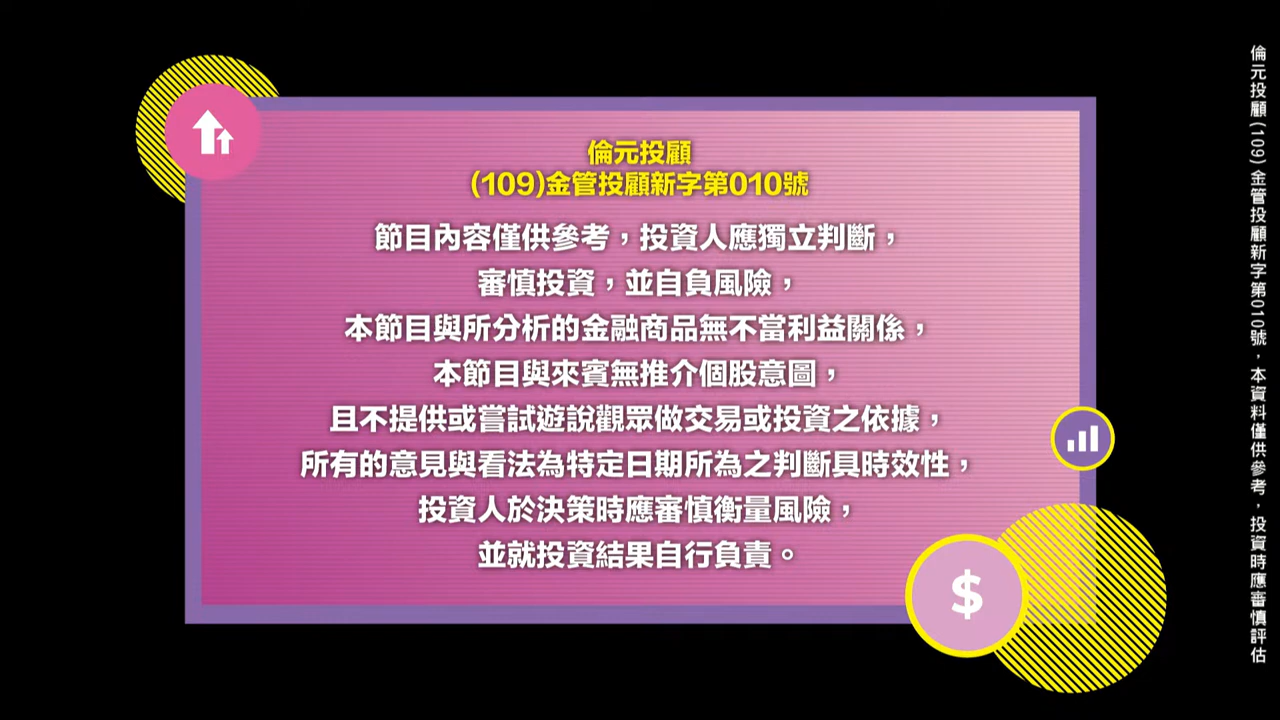 倫元投顧
(109)金管投顧新字第010號
節目內容僅供參考，投資人應獨立判斷，
審慎投資，並自負風險，
本節目與所分析的金融商品無不當利益關係，
本節目與來賓無推介個股意圖，
且不提供或嘗試遊說觀眾做交易或投資之依據，
所有的意見與看法為特定日期所為之判斷具時效性，
投資人於決策時應審慎衡量風險，
並就投資結果自行負責。
$
倫元投顧(109)金管投顧新字第010號，本資料僅供參考，投資時應審慎評估